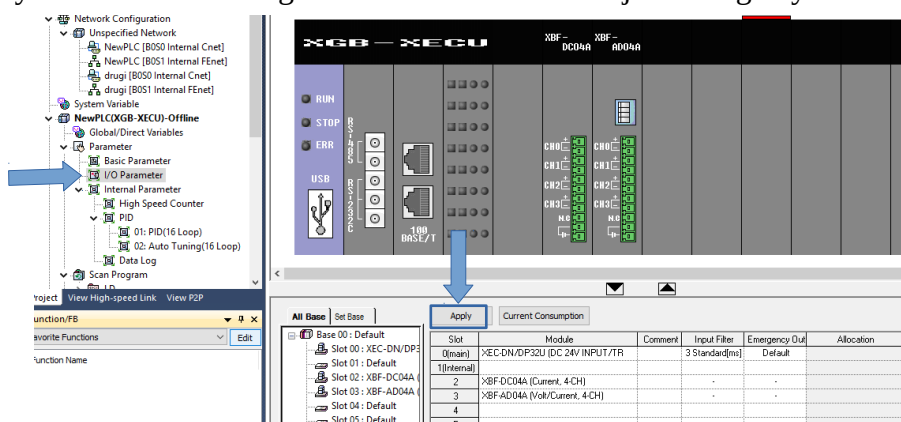 Network Configuration
Unspecified Network
NewPLC [B0S0 Internal Cnet]
NewPLC [B0S1 Internal FEnet]
drugi [B0S0 Internal Cnet]
drugi [B0S1 Internal FEnet]
System Variable
NewPLC(XGB-XECU)-Offline
Global/Direct Variables
Parameter
Basic Parameter
I/O Parameter
Internal Parameter
High Speed Counter
PID
01: PID(16 Loop)
02: Auto Tuning(16 Loop)
Data Log
Scan Program
View High-speed Link View P2P
Edit
XGB-XECU
XBF-
DC04A
XBF-
AD04A
RUN
STOP
ERR
USB
RS-485
RS-232C
100
BASE/T
CH0 CH0
CH1 CH1
CH2 CH2
CH3 CH3
N.C N.C
All Base Set Base
Apply Current Consumption
Base 00 : Default
Slot 00 : XEC-DN/DP3
Slot 01 : Default
Slot 02 : XBF-DC04A (
Slot 03 : XBF-AD04A (
Slot 04 : Default
Slot 05 : Default
Slot Module Comment Input Filter Emergency Out Allocation
0(main) XEC-DN/DP32U (DC 24V INPUT/TR 3 Standard[ms] Default
1(Internal)
2 XBF-DC04A (Current, 4-CH) - -
3 XBF-AD04A (Volt/Current, 4-CH) - -
4